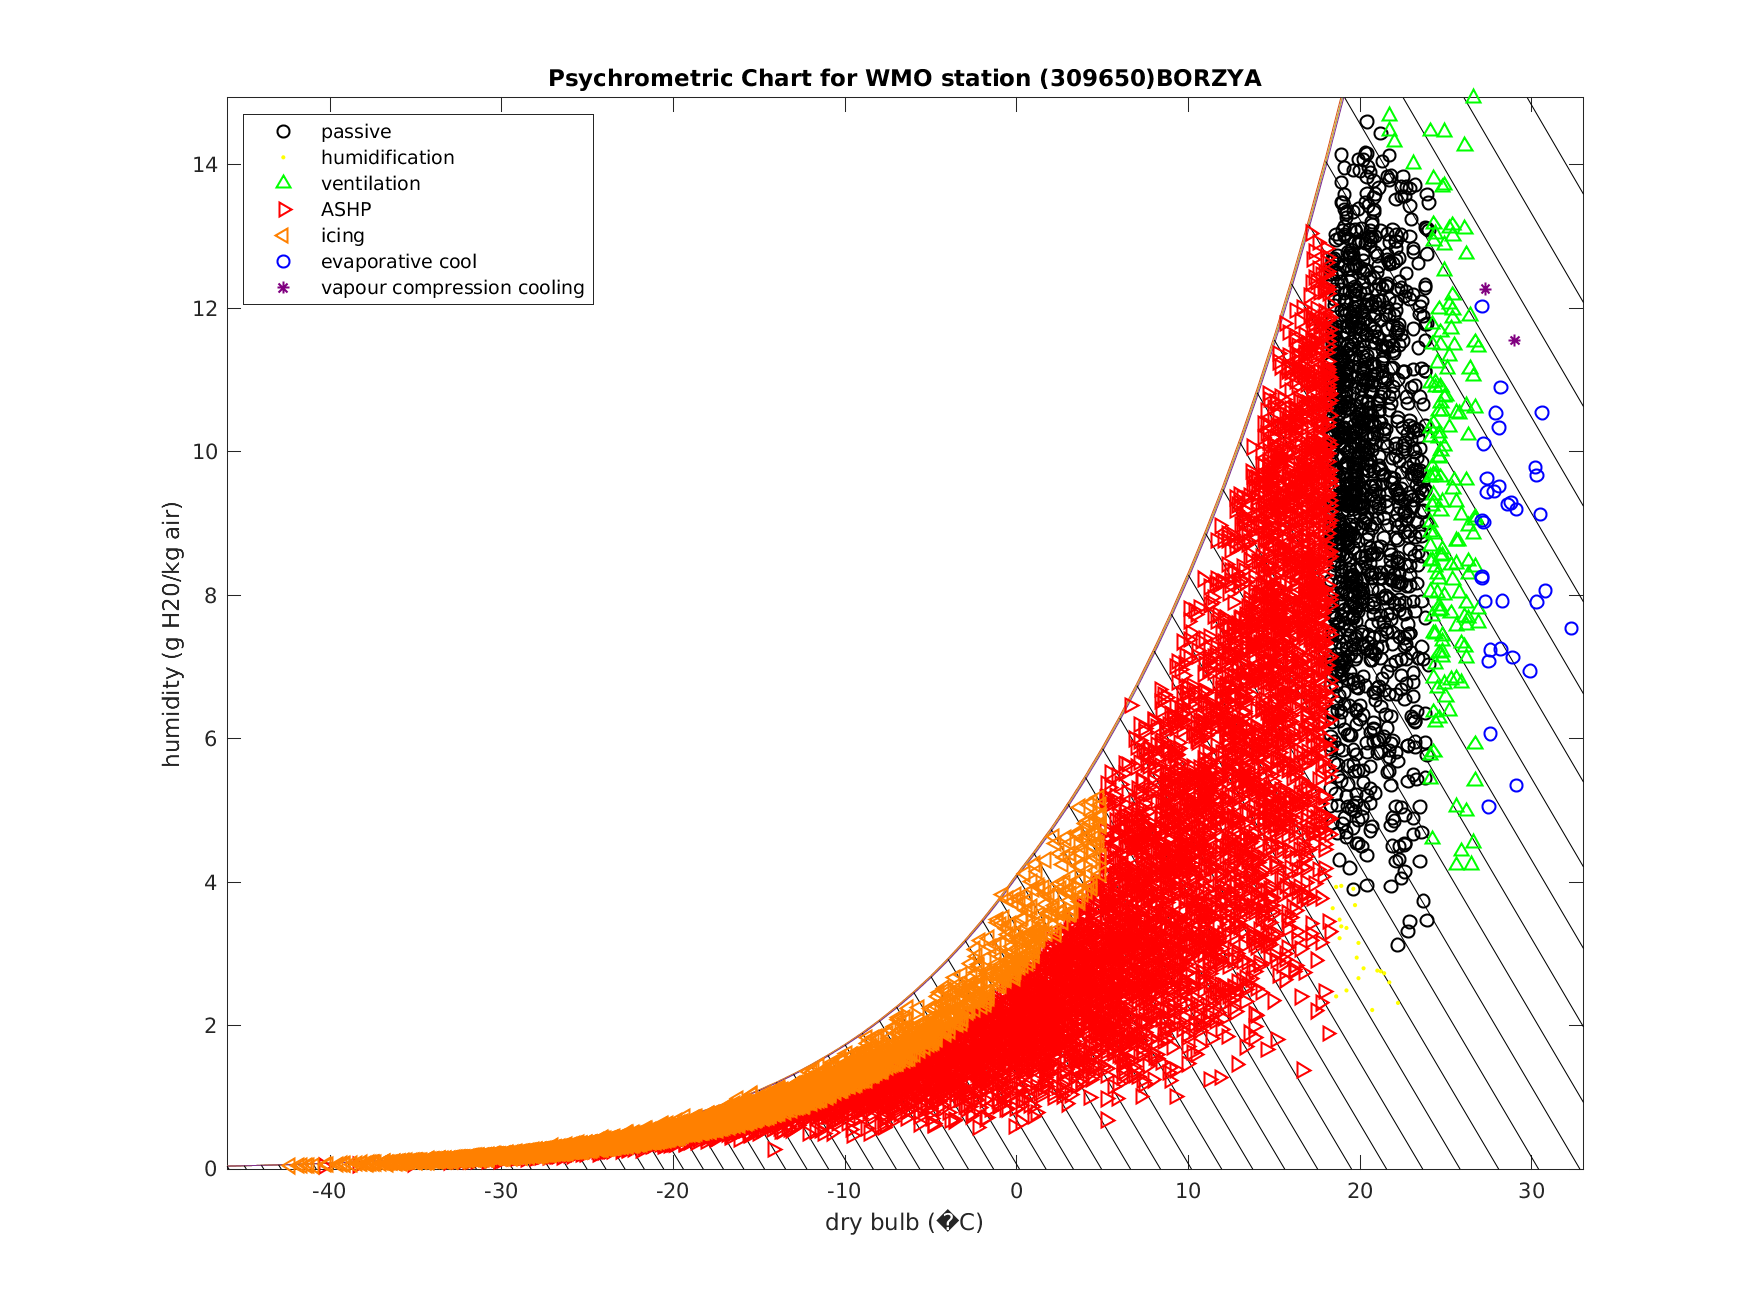 Psychrometric Chart for WMO station (309650)BORZYA
passive
humidification
ventilation
ASHP
icing
evaporative cool
vapour compression cooling
humidity (g H20/kg air)
14
12
10
8
6
4
2
0
-40 -30 -20 -10 0 10 20 30
dry bulb (�C)